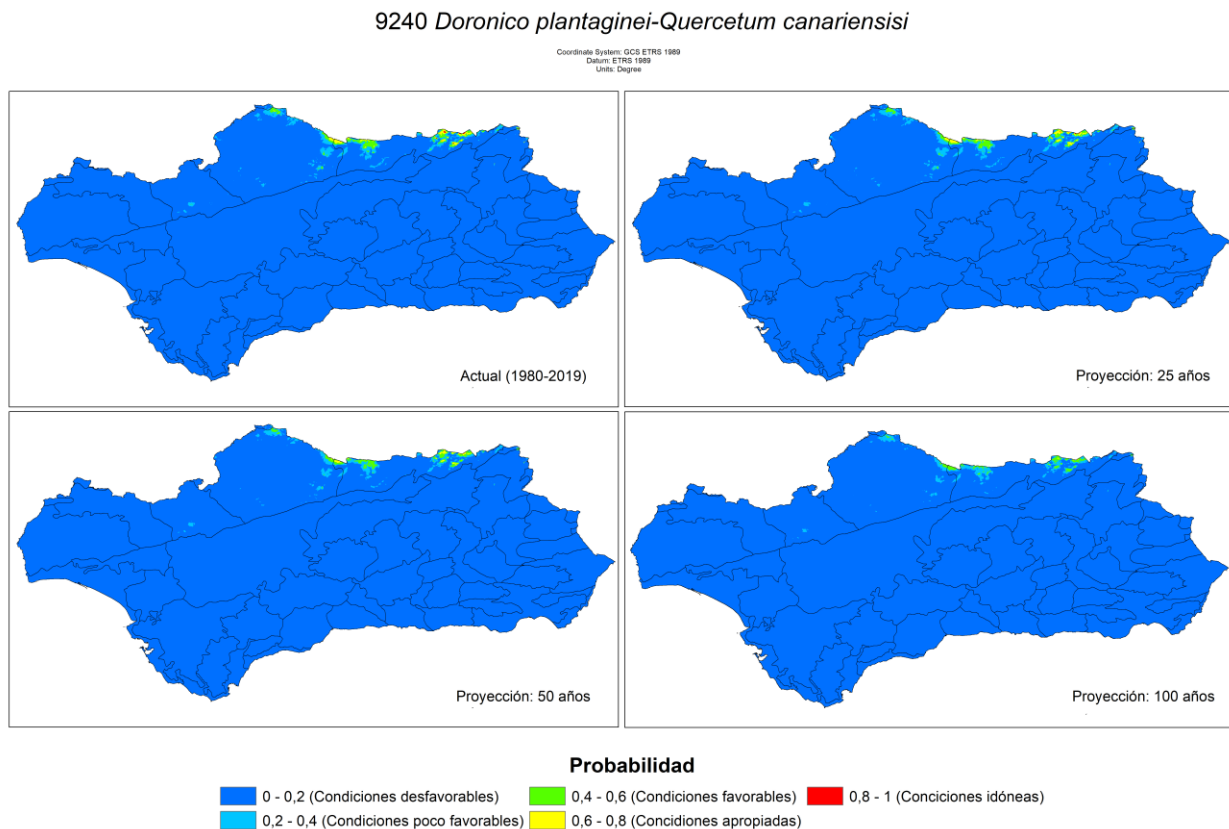 9240 Doronico plantaginei-Quercetum canariensisi
Coordinate System: GCS ETRS 1989
Datum: ETRS 1989
Units: Degree
Actual (1980-2019)
Proyección: 25 años
Proyección: 50 años
Proyección: 100 años
Probabilidad
0 - 0,2 (Condiciones desfavorables)
0,4 - 0,6 (Condiciones favorables)
0,8 - 1 (Conciciones idóneas)
0,2 - 0,4 (Condiciones poco favorables)
0,6 - 0,8 (Concidiones apropiadas)